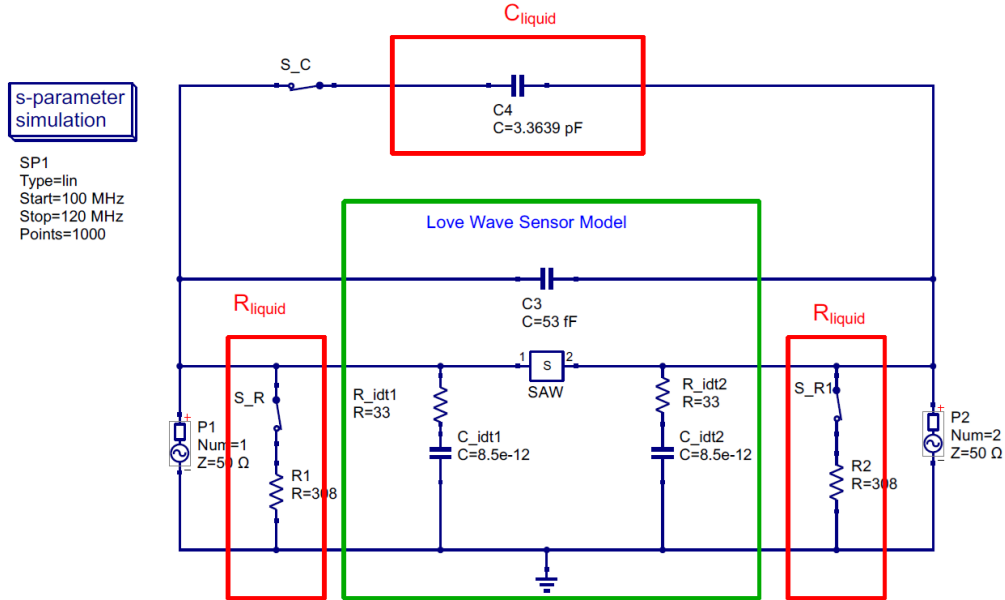 C_liquid
S_C
s-parameter
simulation
C4
C=3.3639 pF
SP1
Type=lin
Start=100 MHz
Stop=120 MHz
Points=1000
Love Wave Sensor Model
C3
C=53 fF
R_liquid
R_liquid
1
S
2
SAW
S_R
R_idt1
R=33
R_idt2
R=33
S_R1
P1
Num=1
Z=50 Ω
C_idt1
C=8.5e-12
C_idt2
C=8.5e-12
P2
Num=2
Z=50 Ω
R1
R=308
R2
R=308